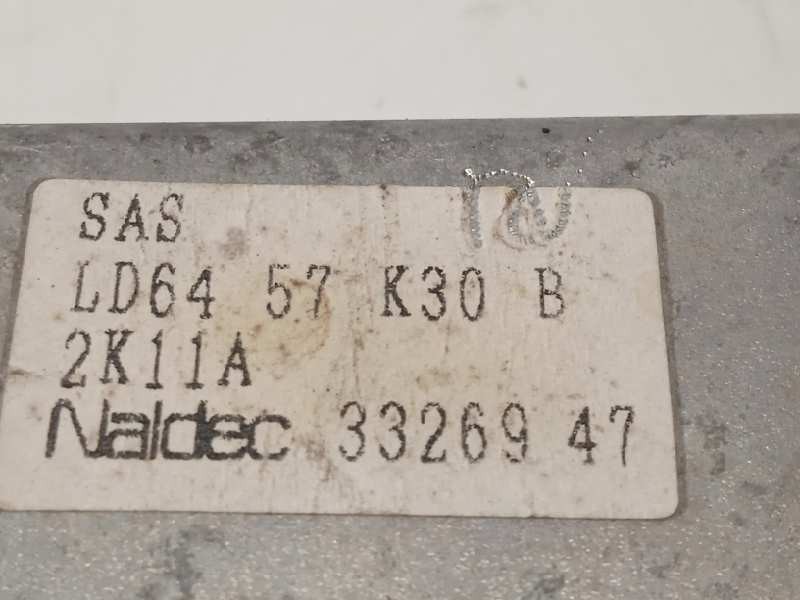 SAS
LD64 57 K30 B
2K11A
Naldec 33269 47